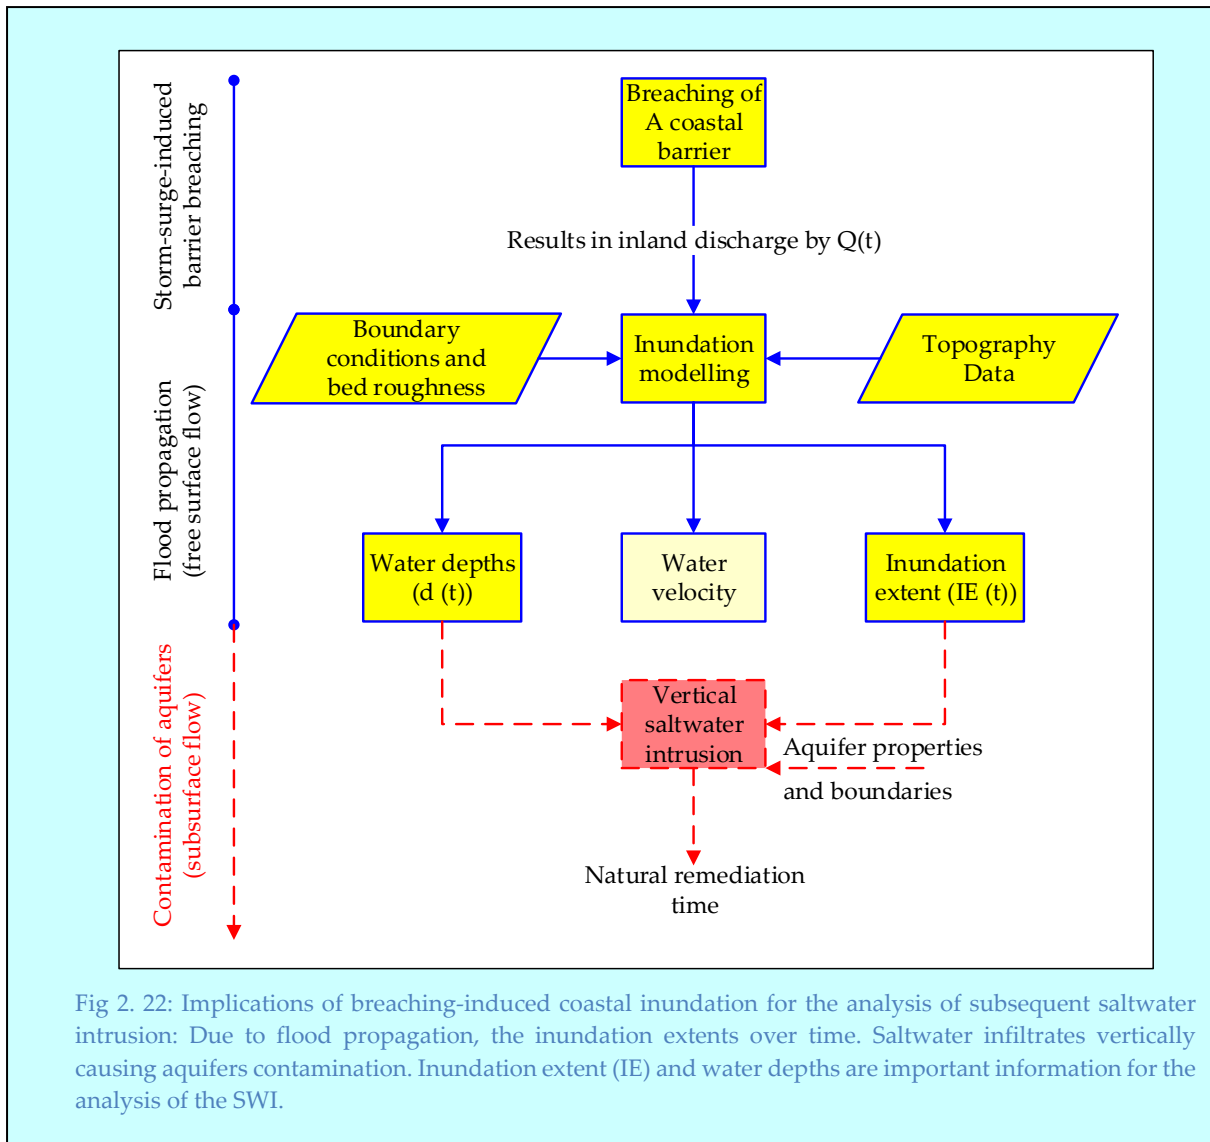 Storm-surge-induced
barrier breaching
Breaching of
A coastal
barrier
Results in inland discharge by Q(t)
Flood propagation
(free surface flow)
Boundary
conditions and
bed roughness
Inundation
modelling
Topography
Data
Water depths
(d (t))
Water
velocity
Inundation
extent (IE (t))
Contamination of aquifers
(subsurface flow)
Vertical
saltwater
intrusion
Aquifer properties
and boundaries
Natural remediation
time
Fig 2. 22: Implications of breaching-induced coastal inundation for the analysis of subsequent saltwater
intrusion: Due to flood propagation, the inundation extents over time. Saltwater infiltrates vertically
causing aquifers contamination. Inundation extent (IE) and water depths are important information for the
analysis of the SWI.